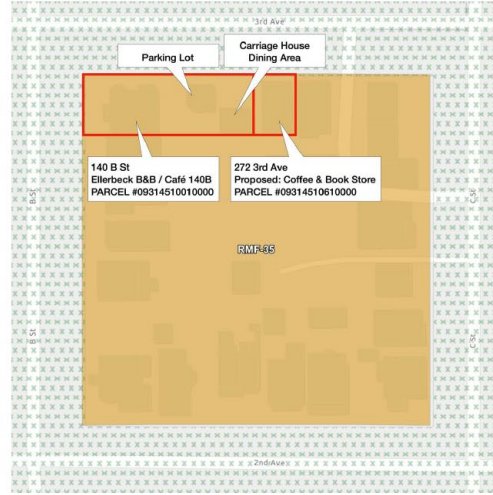 3rd Ave
Parking Lot
Carriage House
Dining Area
140 B St
Ellerbeck B&B / Café 140B
PARCEL #09314510010000
272 3rd Ave
Proposed: Coffee & Book Store
PARCEL #09314510610000
B St
C St
RMF-35
B St
C St
2nd Ave